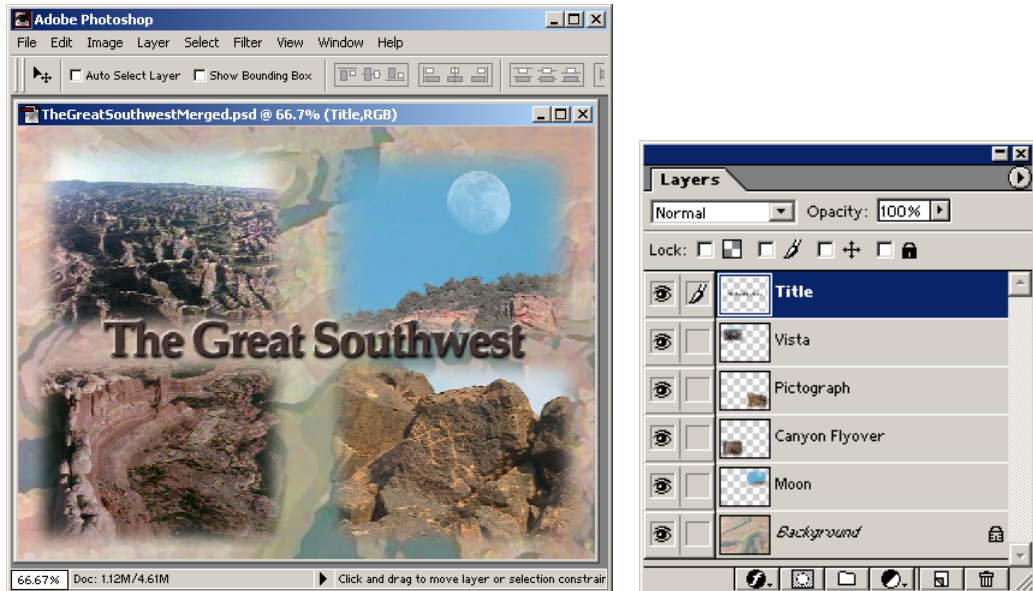 Adobe Photoshop
File Edit Image Layer Select Filter View Window Help
Auto Select Layer Show Bounding Box
TheGreatSouthwestMerged.psd @ 66.7% (Title,RGB)
The Great Southwest
66.67% Doc: 1.12M/4.61M Click and drag to move layer or selection constrair
Layers
Normal Opacity: 100%
Lock:
Title
Vista
Pictograph
Canyon Flyover
Moon
Background